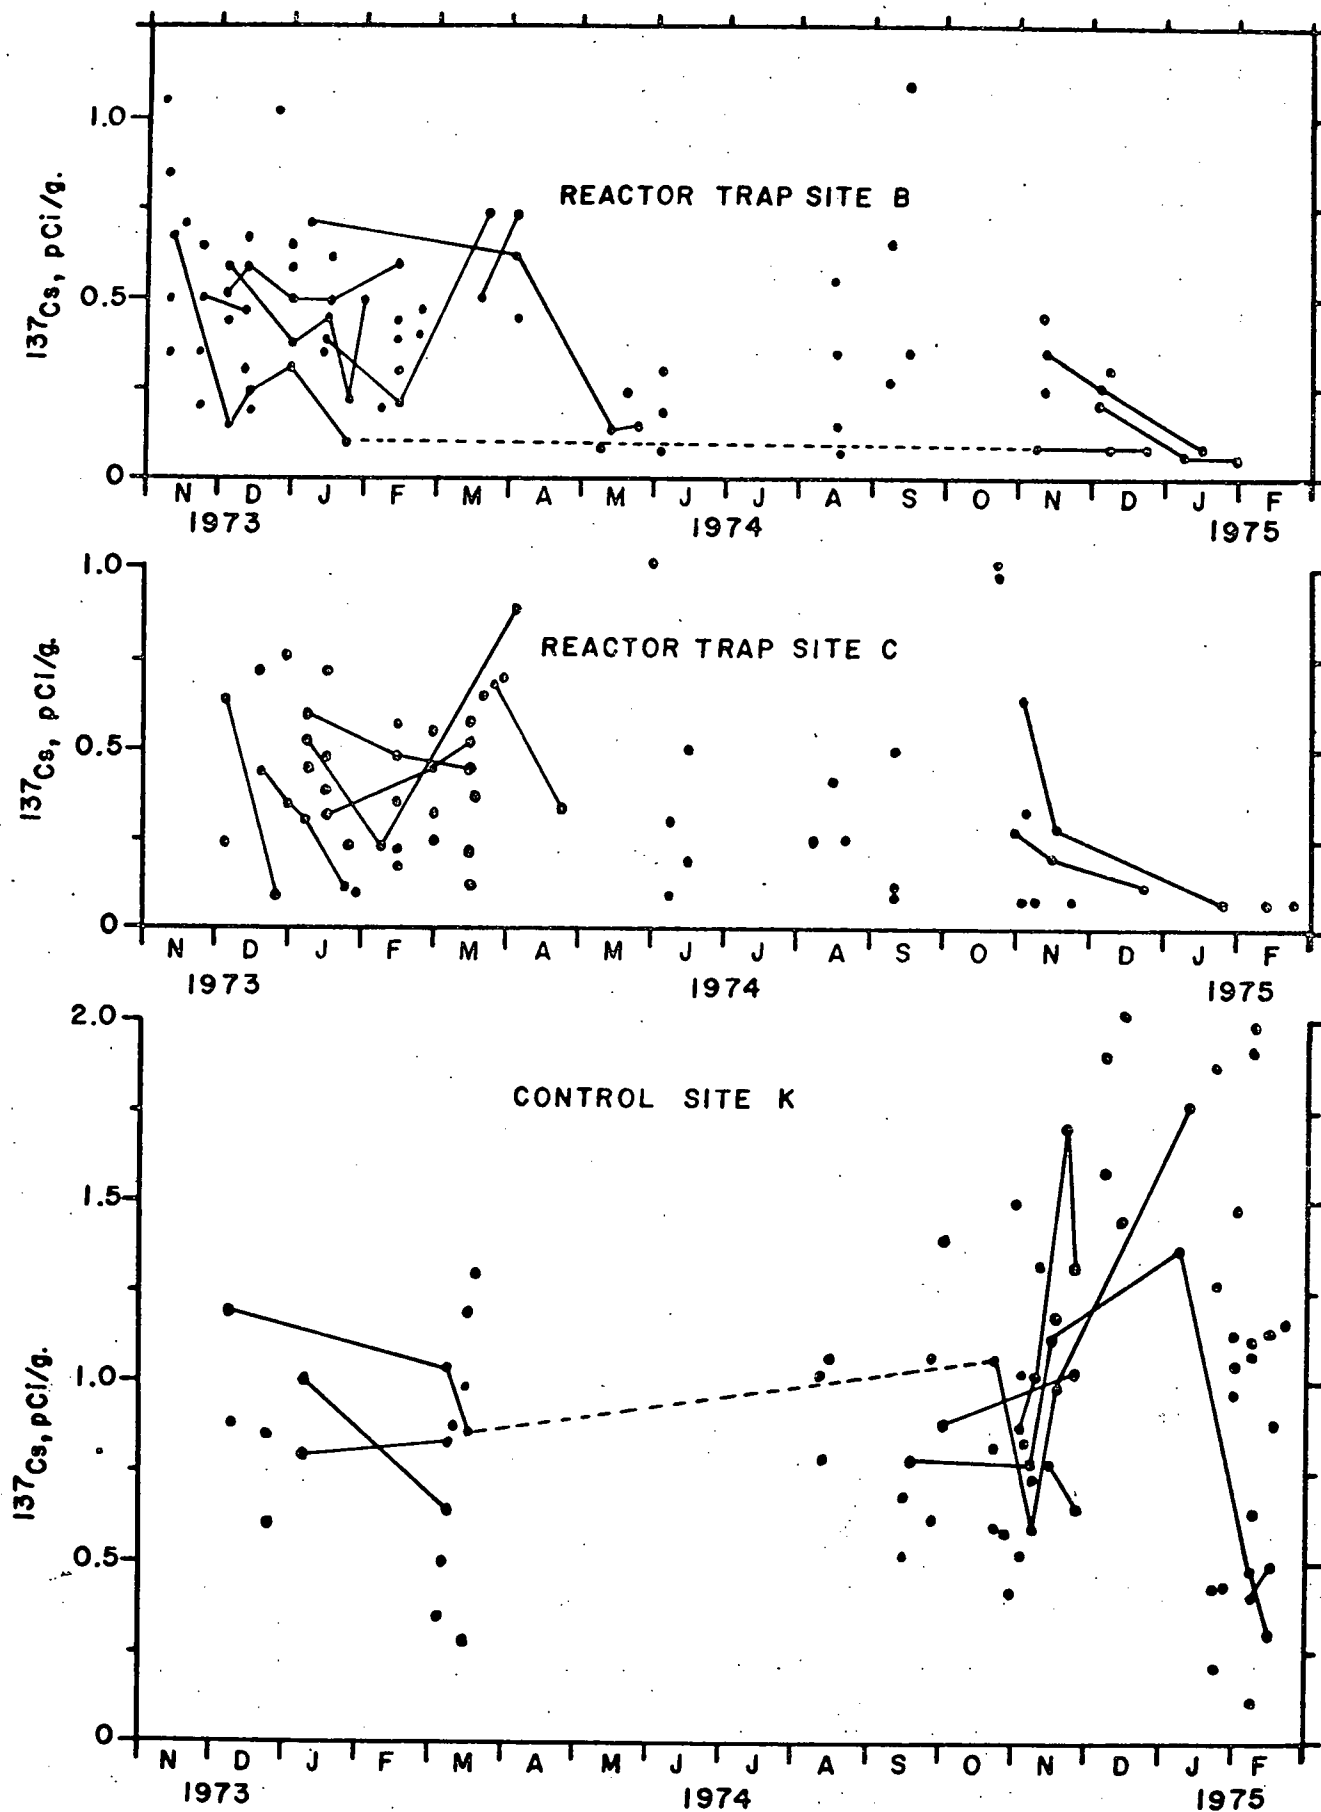 1.0
REACTOR TRAP SITE B
137Cs, pCi/g.
0.5
0
N D J F M A M J J A S O N D J F
1973 1974 1975
1.0
REACTOR TRAP SITE C
137Cs, pCi/g.
0.5
0
N D J F M A M J J A S O N D J F
1973 1974 1975
2.0
CONTROL SITE K
1.5
137Cs, pCi/g.
1.0
0.5
0
N D J F M A M J J A S O N D J F
1973 1974 1975